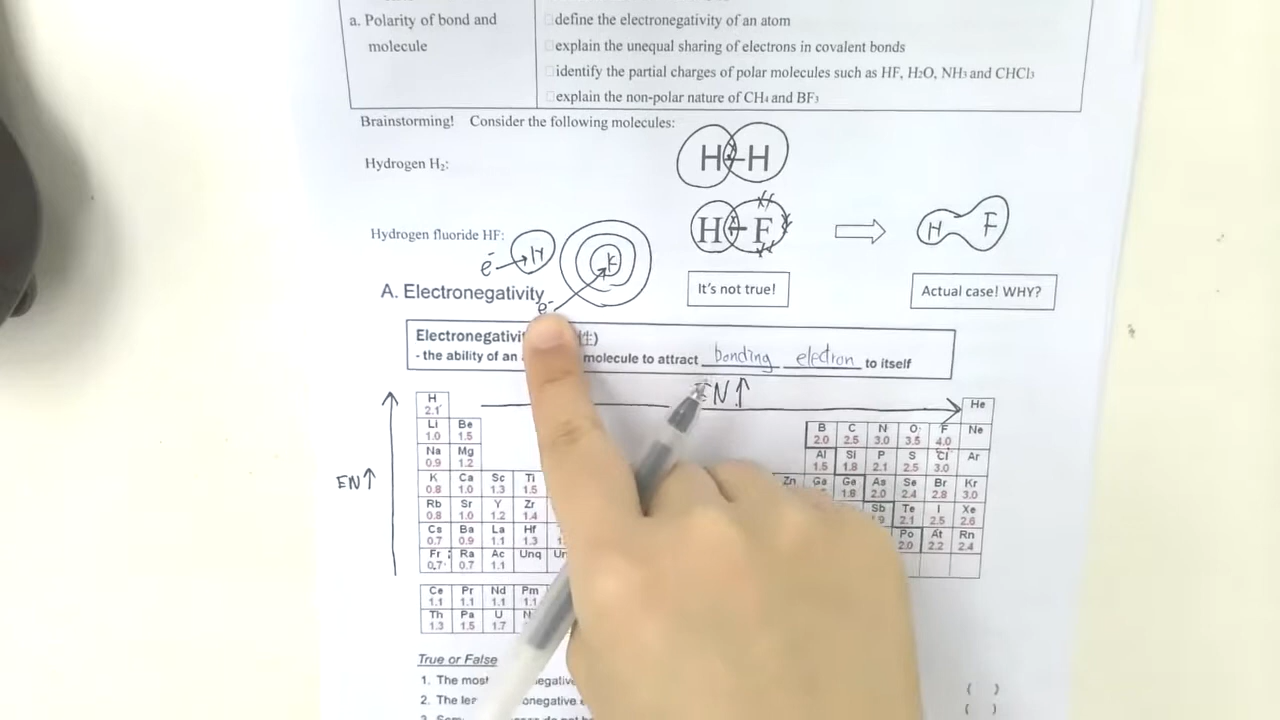 a. Polarity of bond and
molecule
define the electronegativity of an atom
explain the unequal sharing of electrons in covalent bonds
identify the partial charges of polar molecules such as HF, H2O, NH3 and CHCl3
explain the non-polar nature of CH4 and BF3
Brainstorming! Consider the following molecules:
Hydrogen H2:
H-H
Hydrogen fluoride HF:
e- H
H-F
H F
A. Electronegativity
e-
It's not true!
Actual case! WHY?
- the ability of an molecule to attract bonding electron to itself
EN↑
EN↑
H He
2.1
Li Be B C N O F Ne
1.0 1.5 2.0 2.5 3.0 3.5 4.0
Na Mg Al Si P S Cl Ar
0.9 1.2 1.5 1.8 2.1 2.5 3.0
K Ca Sc Ti Zn Ga Ge As Se Br Kr
0.8 1.0 1.3 1.5 1.8 2.0 2.4 2.8 3.0
Rb Sr Y Zr Sb Te I Xe
0.8 1.0 1.2 1.4 2.1 2.5 2.6
Cs Ba La Hf Po At Rn
0.7 0.9 1.1 1.3 2.0 2.2 2.4
Fr Ra Ac Unq
0.7 0.7 1.1
Ce Pr Nd Pm
1.1 1.1 1.1 1.1
Th Pa U
1.3 1.5 1.7
True or False
1. The most ( )
2. The ( )